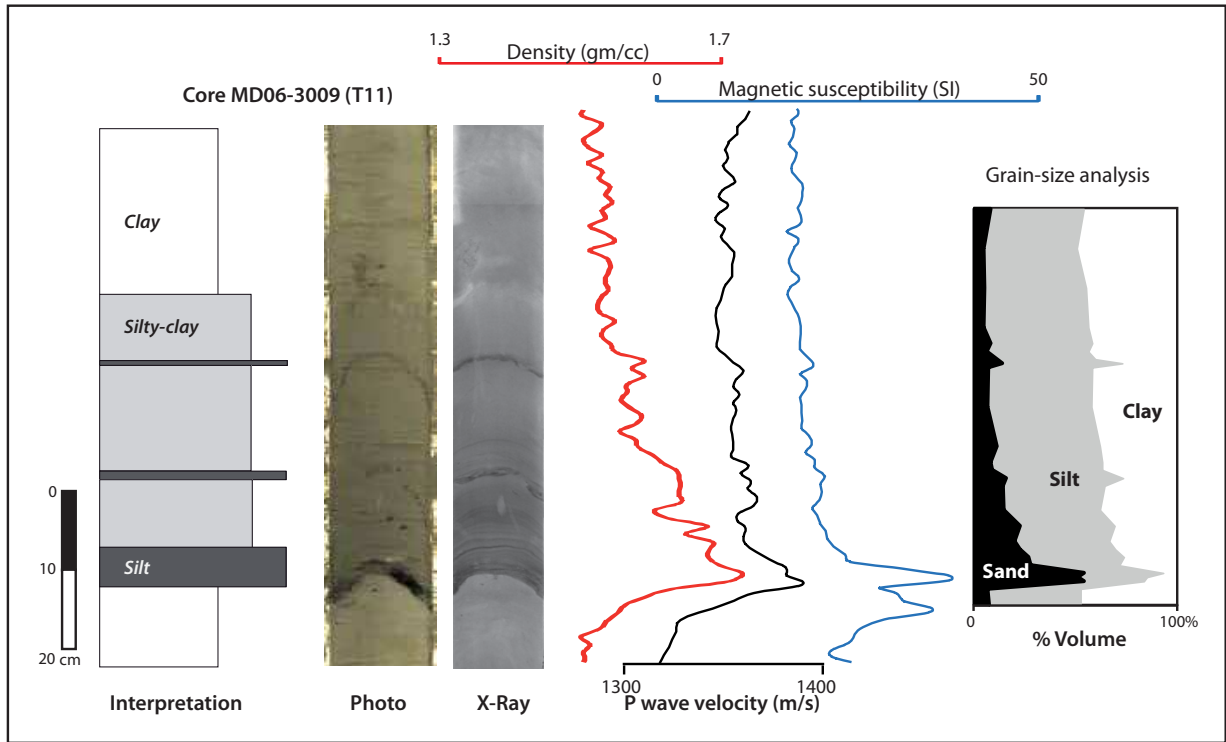 1.3
1.7
Density (gm/cc)
0
50
Magnetic susceptibility (SI)
Core MD06-3009 (T11)
Grain-size analysis
Clay
Silty-clay
Clay
Silt
0
10
20 cm
Silt
Sand
0
100%
% Volume
1300
1400
Interpretation
Photo
X-Ray
P wave velocity (m/s)